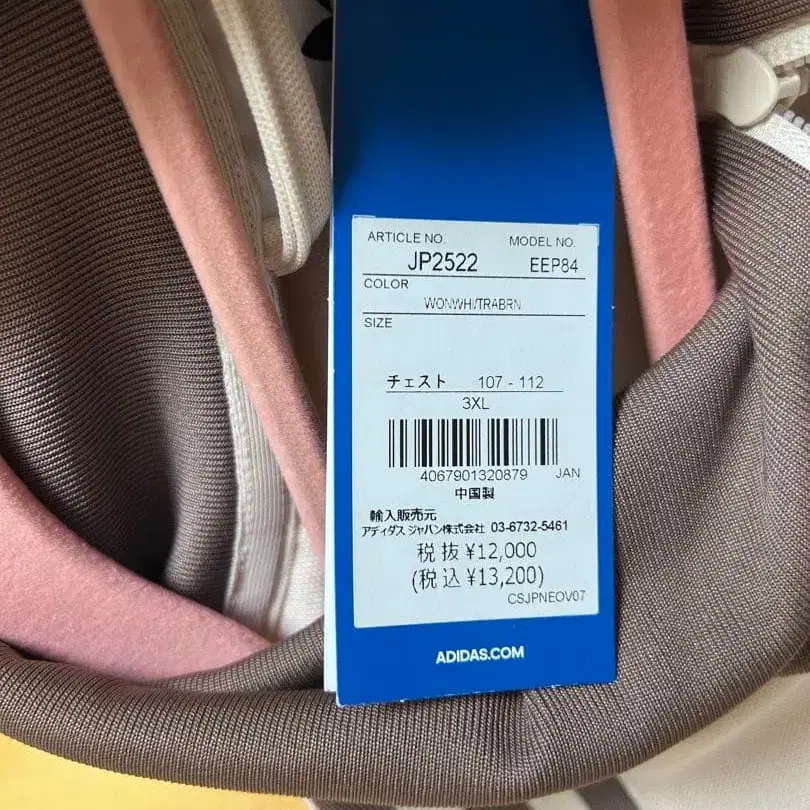 ARTICLE NO. MODEL NO.
JP2522 EEP84
COLOR
WONWHI/TRABRN
SIZE
チェスト 107 - 112
3XL
4067901320879 JAN
中国製
輸入販売元
アディダス ジャパン株式会社 03-6732-5461
税抜 ¥12,000
(税込 ¥13,200)
CSJPNEOV07
ADIDAS.COM